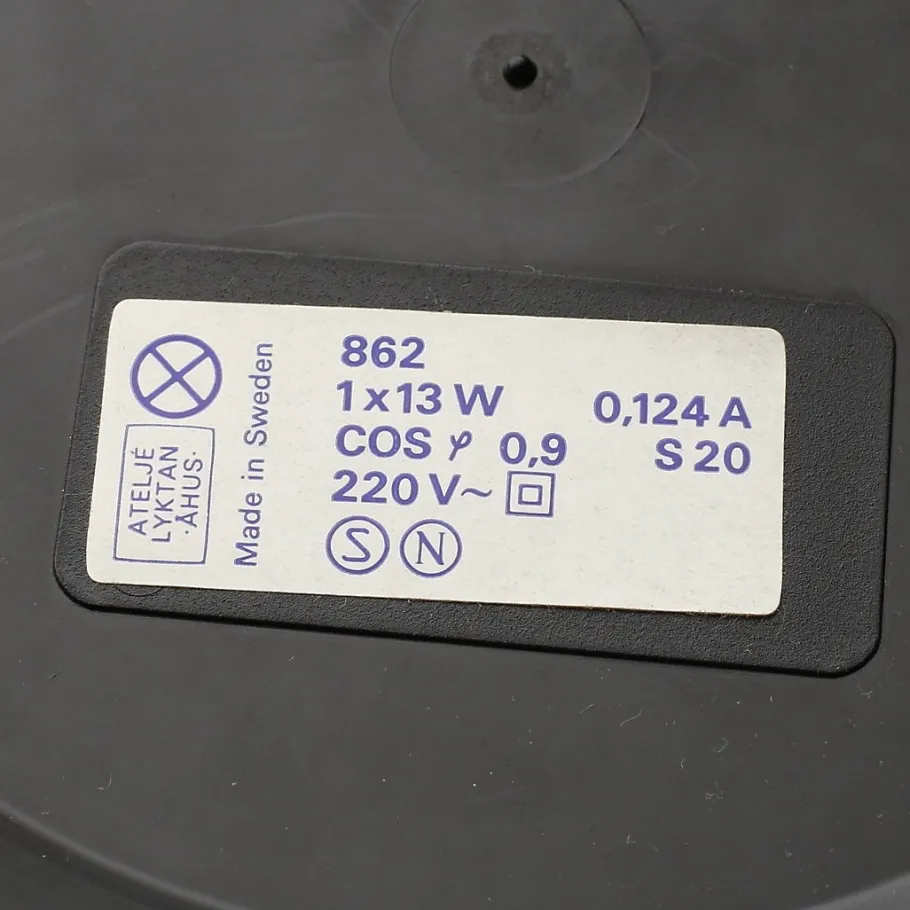 ATELJÉ
LYKTAN
·ÅHUS·
Made in Sweden
862
1 x 13 W 0,124 A
COS φ 0,9 S 20
220 V~
S N